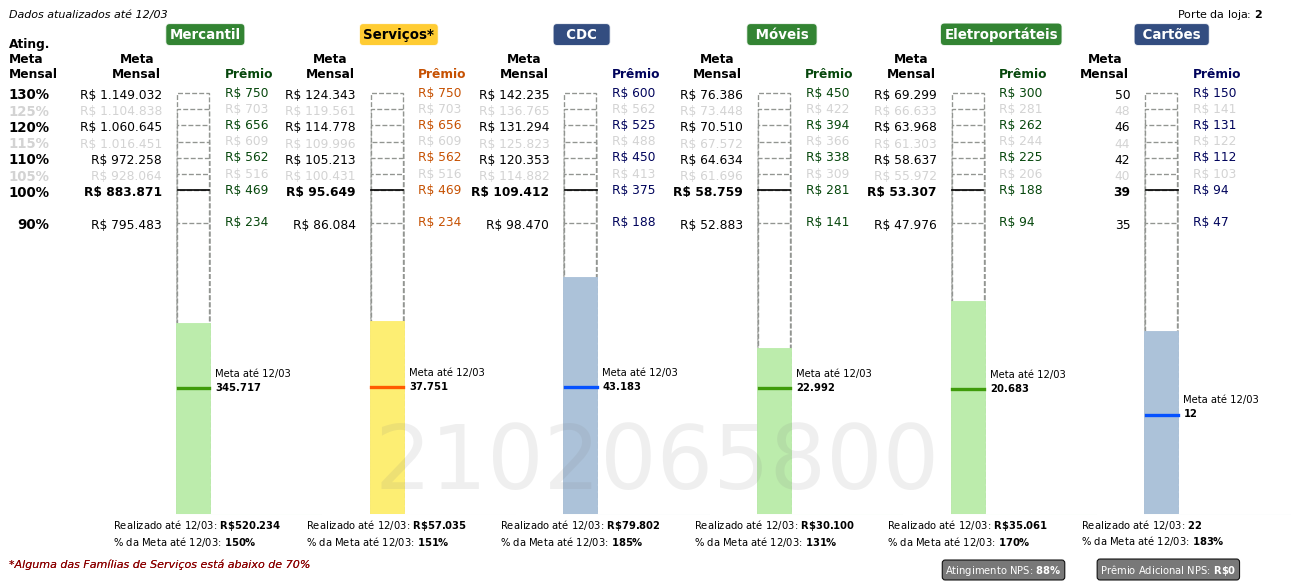 Dados atualizados até 12/03
Porte da loja: 2
Mercantil Serviços* CDC Móveis Eletroportáteis Cartões
Ating. Meta Mensal
Meta Mensal Prêmio Meta Mensal Prêmio Meta Mensal Prêmio Meta Mensal Prêmio Meta Mensal Prêmio Meta Mensal Prêmio
130% R$ 1.149.032 R$ 750 R$ 124.343 R$ 750 R$ 142.235 R$ 600 R$ 76.386 R$ 450 R$ 69.299 R$ 300 50 R$ 150
125% R$ 1.104.838 R$ 703 R$ 119.561 R$ 703 R$ 136.765 R$ 562 R$ 73.448 R$ 422 R$ 66.633 R$ 281 48 R$ 141
120% R$ 1.060.645 R$ 656 R$ 114.778 R$ 656 R$ 131.294 R$ 525 R$ 70.510 R$ 394 R$ 63.968 R$ 262 46 R$ 131
115% R$ 1.016.451 R$ 609 R$ 109.996 R$ 609 R$ 125.823 R$ 488 R$ 67.572 R$ 366 R$ 61.303 R$ 244 44 R$ 122
110% R$ 972.258 R$ 562 R$ 105.213 R$ 562 R$ 120.353 R$ 450 R$ 64.634 R$ 338 R$ 58.637 R$ 225 42 R$ 112
105% R$ 928.064 R$ 516 R$ 100.431 R$ 516 R$ 114.882 R$ 413 R$ 61.696 R$ 309 R$ 55.972 R$ 206 40 R$ 103
100% R$ 883.871 R$ 469 R$ 95.649 R$ 469 R$ 109.412 R$ 375 R$ 58.759 R$ 281 R$ 53.307 R$ 188 39 R$ 94
90% R$ 795.483 R$ 234 R$ 86.084 R$ 234 R$ 98.470 R$ 188 R$ 52.883 R$ 141 R$ 47.976 R$ 94 35 R$ 47
Meta até 12/03 Meta até 12/03 Meta até 12/03 Meta até 12/03 Meta até 12/03 Meta até 12/03
345.717 37.751 43.183 22.992 20.683 12
2102065800
Realizado até 12/03: R$520.234 Realizado até 12/03: R$57.035 Realizado até 12/03: R$79.802 Realizado até 12/03: R$30.100 Realizado até 12/03: R$35.061 Realizado até 12/03: 22
% da Meta até 12/03: 150% % da Meta até 12/03: 151% % da Meta até 12/03: 185% % da Meta até 12/03: 131% % da Meta até 12/03: 170% % da Meta até 12/03: 183%
*Alguma das Famílias de Serviços está abaixo de 70%
Atingimento NPS: 88% Prêmio Adicional NPS: R$0